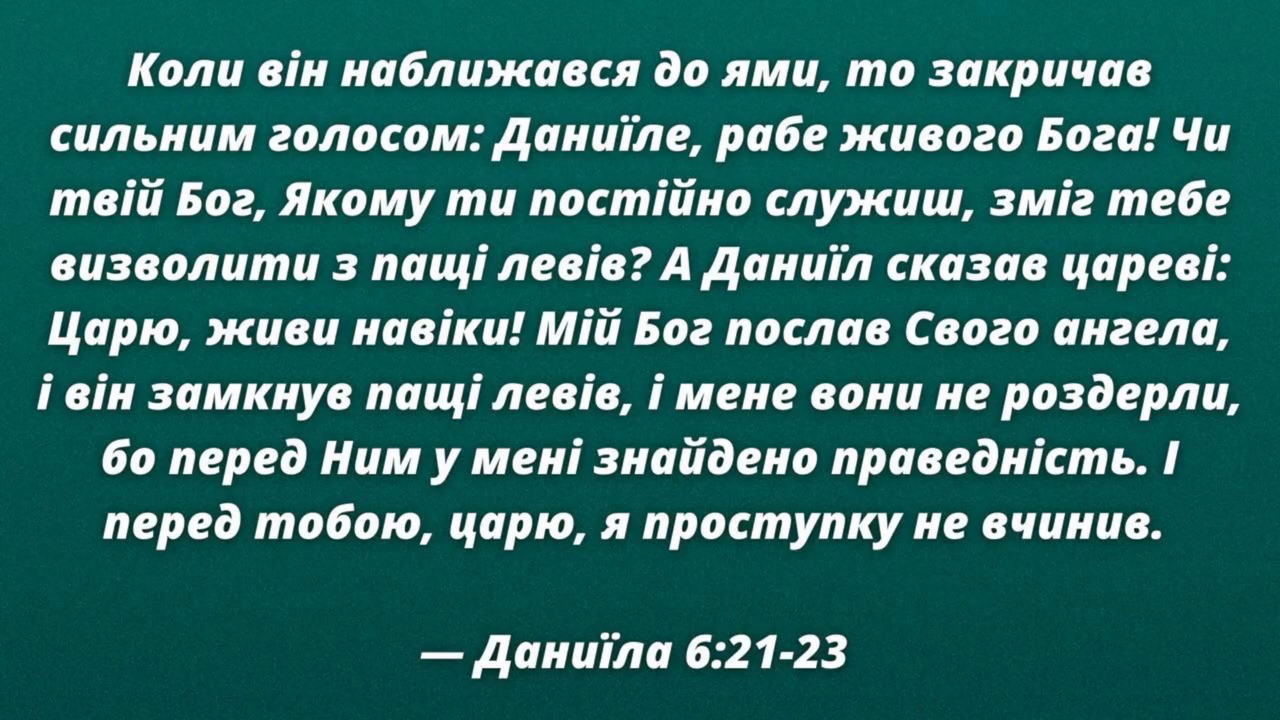 Коли він наближався до ями, то закричав
сильним голосом: Даниїле, рабе живого Бога! Чи
твій Бог, Якому ти постійно служиш, зміг тебе
визволити з пащі левів? А Даниїл сказав цареві:
Царю, живи навіки! Мій Бог послав Свого ангела,
і він замкнув пащі левів, і мене вони не роздерли,
бо перед Ним у мені знайдено праведність. І
перед тобою, царю, я проступку не вчинив.
— Даниїла 6:21-23